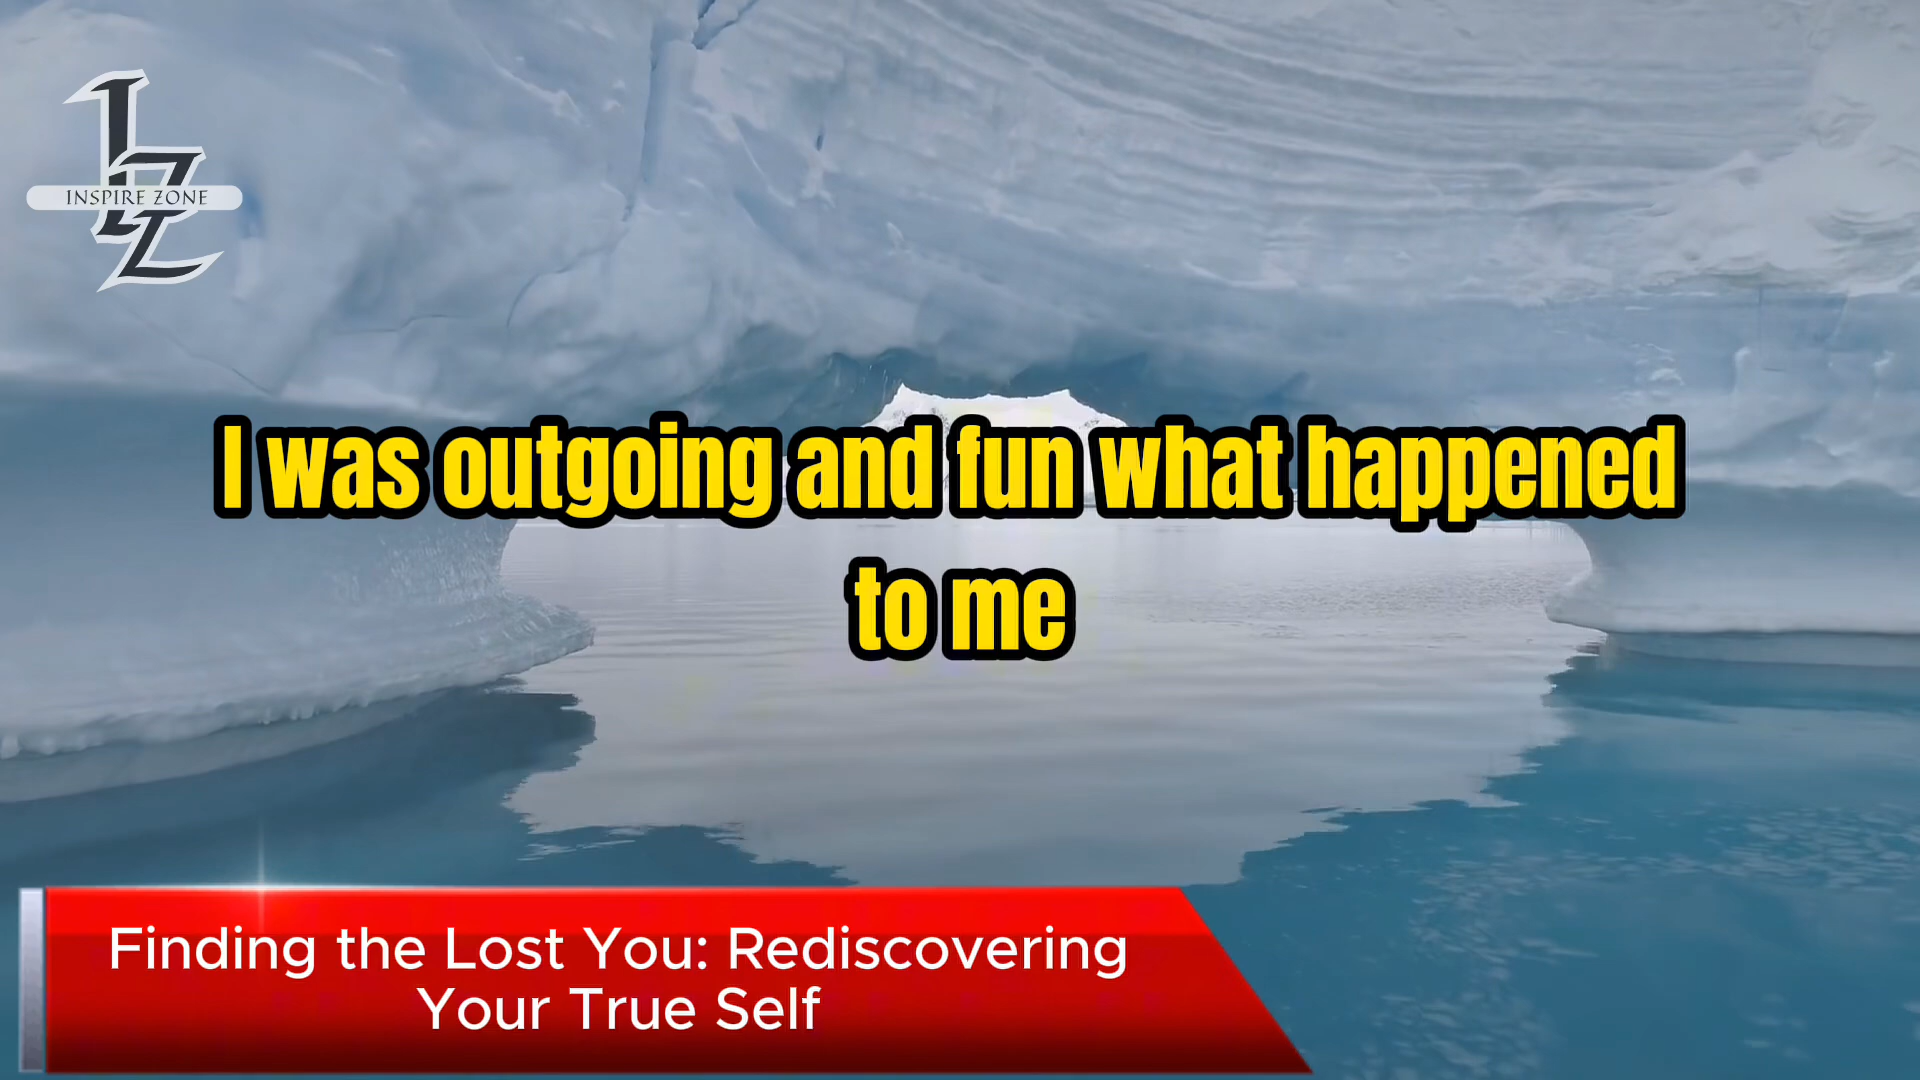 INSPIRE ZONE
I was outgoing and fun what happened
to me
Finding the Lost You: Rediscovering
Your True Self